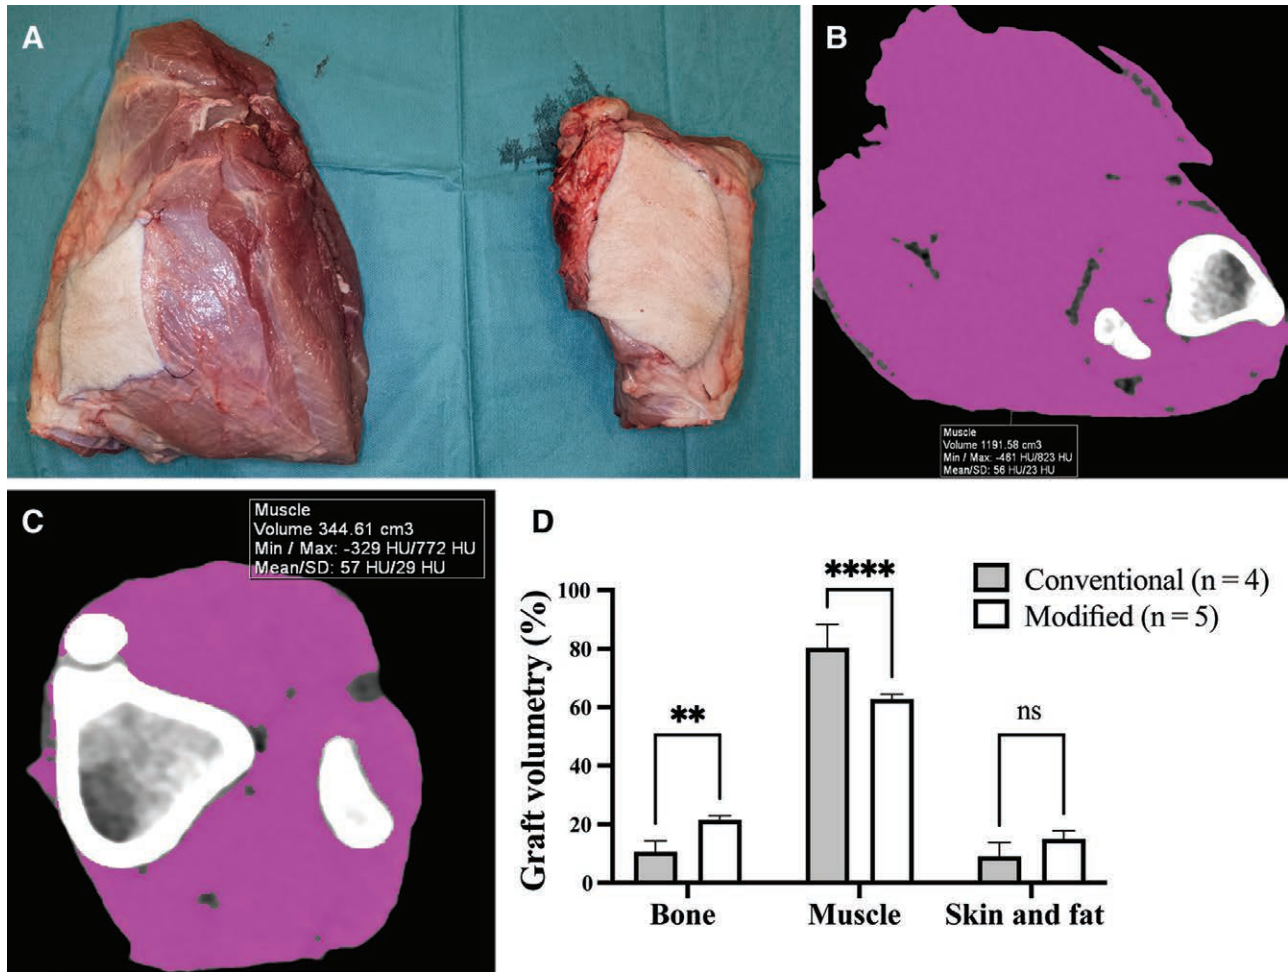 A
B
Muscle
Volume 1191.58 cm3
Min / Max: -461 HU/823 HU
Mean/SD: 56 HU/23 HU
C
Muscle
Volume 344.61 cm3
Min / Max: -329 HU/772 HU
Mean/SD: 57 HU/29 HU
D
Graft volumetry (%)
100
80
60
40
20
0
**
****
ns
Conventional (n = 4)
Modified (n = 5)
Bone
Muscle
Skin and fat